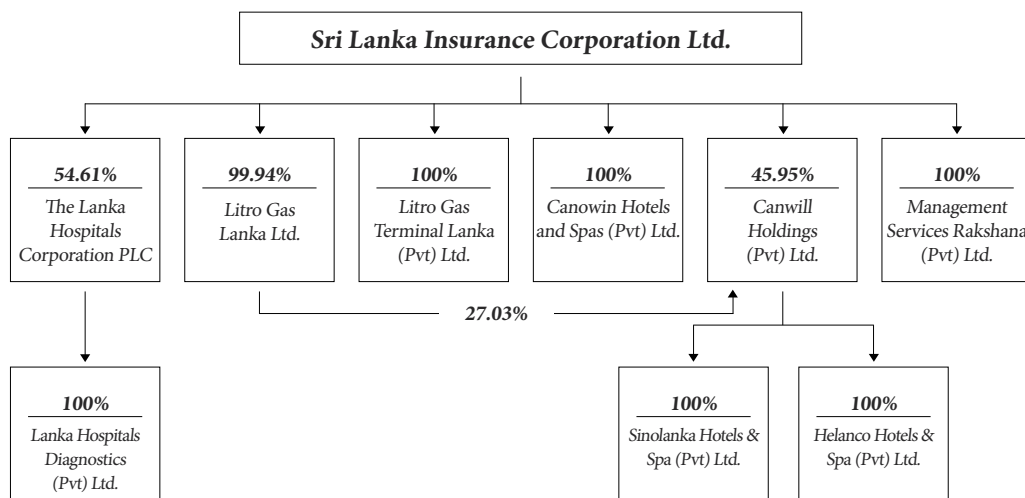 Sri Lanka Insurance Corporation Ltd.
54.61%
The Lanka
Hospitals
Corporation PLC
99.94%
Litro Gas
Lanka Ltd.
100%
Litro Gas
Terminal Lanka
(Pvt) Ltd.
100%
Canowin Hotels
and Spas (Pvt) Ltd.
45.95%
Canwill
Holdings
(Pvt) Ltd.
100%
Management
Services Rakshana
(Pvt) Ltd.
27.03%
100%
Lanka Hospitals
Diagnostics
(Pvt) Ltd.
100%
Sinolanka Hotels &
Spa (Pvt) Ltd.
100%
Helanco Hotels &
Spa (Pvt) Ltd.